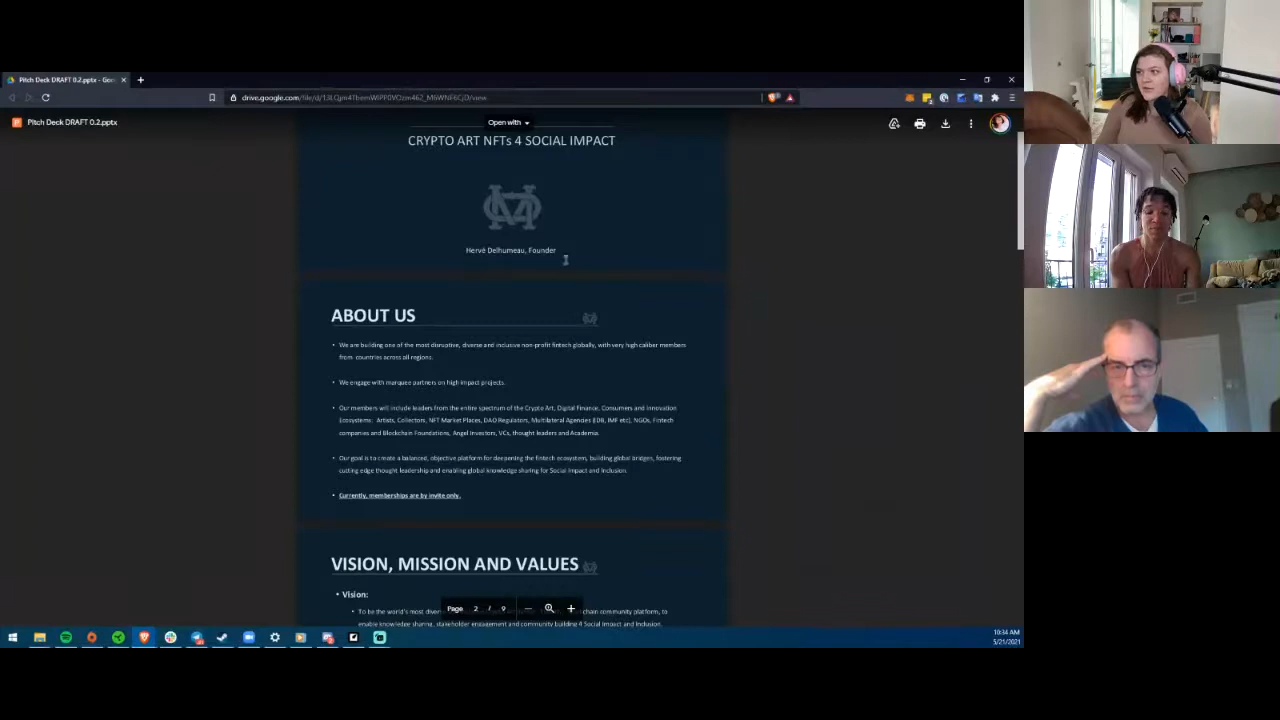 Pitch Deck DRAFT 0.2.pptx - Goo
Pitch Deck DRAFT 0.2.pptx
Open with
CRYPTO ART NFTs 4 SOCIAL IMPACT
Hervé Delhumeau, Founder
ABOUT US
• We are building one of the most disruptive, diverse and inclusive non-profit fintech globally, with very high caliber members
from countries across all regions.
• We engage with marquee partners on high impact projects.
• Our members will include leaders from the entire spectrum of the Crypto Art, Digital Finance, Consumers and Innovation
Ecosystems: Artists, Collectors, NFT Market Places, DAO Regulators, Multilateral Agencies (IDB, IMF etc), NGOs, Fintech
companies and Blockchain Foundations, Angel Investors, VCs, thought leaders and Academia.
• Our goal is to create a balanced, objective platform for deepening the fintech ecosystem, building global bridges, fostering
cutting edge thought leadership and enabling global knowledge sharing for Social Impact and Inclusion.
• Currently, memberships are by invite only.
VISION, MISSION AND VALUES
• Vision:
• To be the world's most chain community platform, to
enable knowledge sharing, stakeholder engagement and community building 4 Social Impact and Inclusion.
Page 2 / 9
10:34 AM
5/21/2021